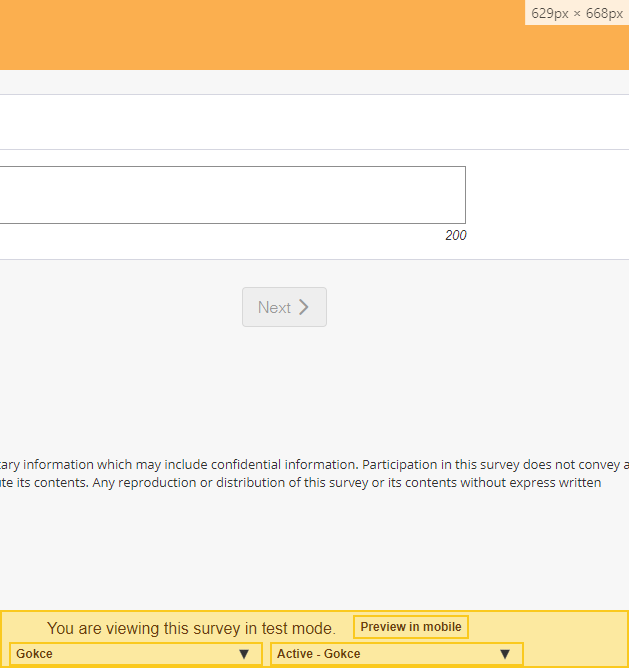 629px × 668px
200
Next
information which may include confidential information. Participation in this survey does not convey
its contents. Any reproduction or distribution of this survey or its contents without express written
You are viewing this survey in test mode. Preview in mobile
Gokce ▼ Active - Gokce ▼